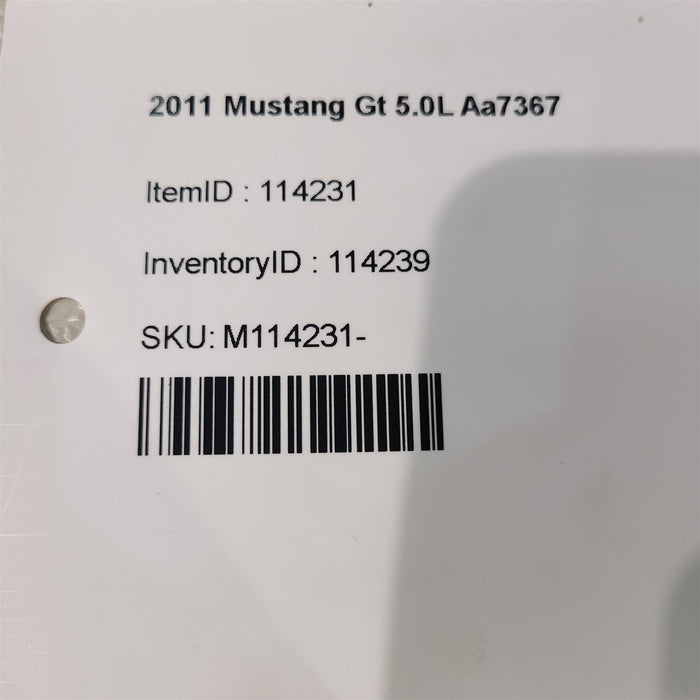 2011 Mustang Gt 5.0L Aa7367
ItemID : 114231
InventoryID : 114239
SKU: M114231-